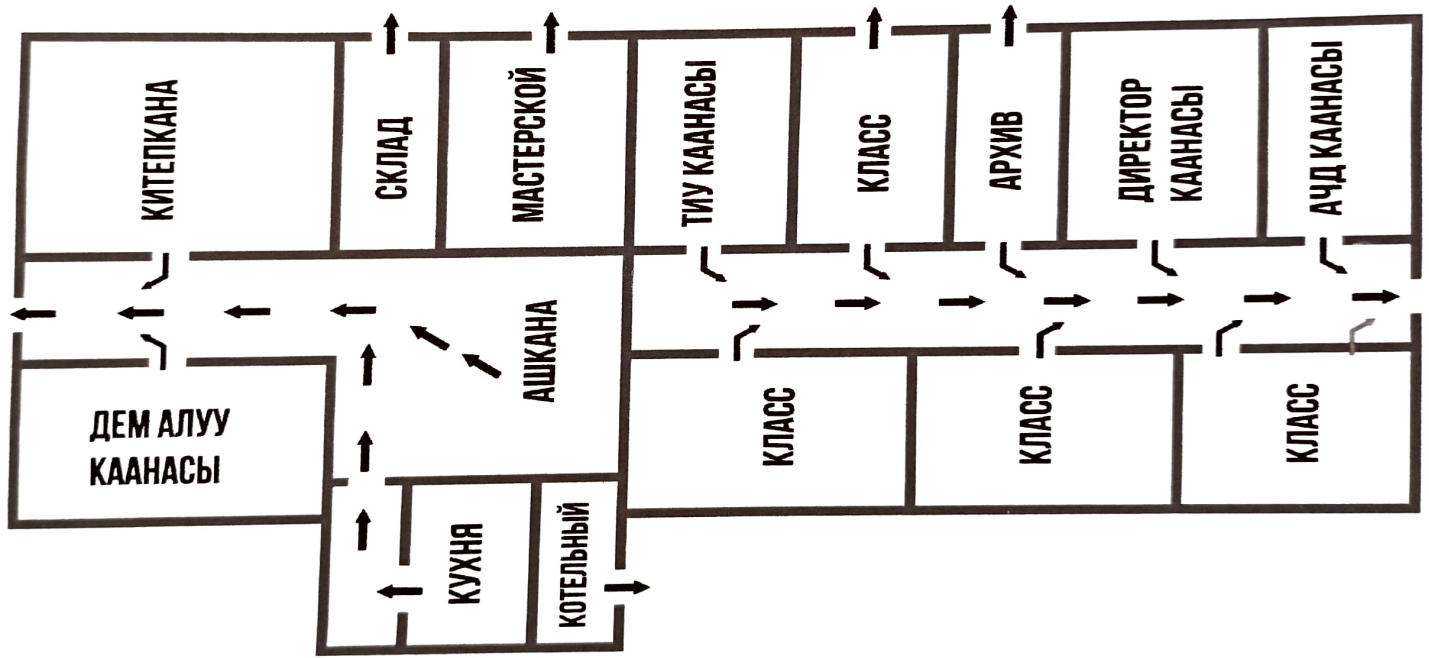 КИТЕПКАНА
СКЛАД
МАСТЕРСКОЙ
ТИУ КААНАСЫ
КЛАСС
АРХИВ
ДИРЕКТОР
КААНАСЫ
АЧД КААНАСЫ
АШКАНА
ДЕМ АЛУУ
КААНАСЫ
КЛАСС
КЛАСС
КЛАСС
КУХНЯ
КОТЕЛЬНЫЙ